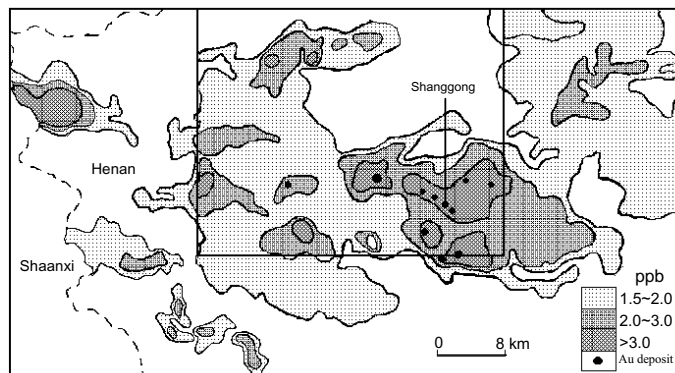 Shanggong
Henan
Shaanxi
ppb
1.5~2.0
2.0~3.0
>3.0
Au deposit
0 8 km